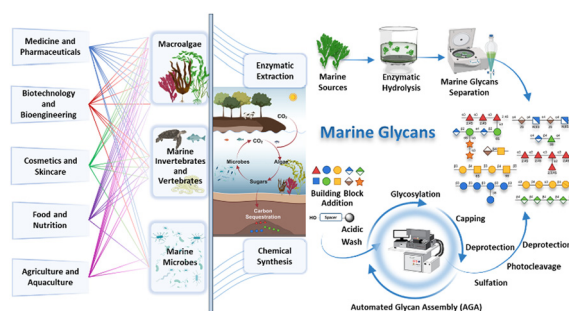 Medicine and
Pharmaceuticals
Biotechnology
and
Bioengineering
Cosmetics and
Skincare
Food and
Nutrition
Agriculture and
Aquaculture
Macroalgae
Marine
Invertebrates and
Vertebrates
Marine
Microbes
Enzymatic
Extraction
CO₂
CO₂
Microbes
Algae
Sugars
Carbon
Sequestration
Chemical
Synthesis
Marine
Sources
Enzymatic
Hydrolysis
Marine Glycans
Separation
Marine Glycans
Building Block
Addition
HO
Spacer
Acidic
Wash
Glycosylation
Capping
Deprotection
Sulfation
Deprotection
Photocleavage
Automated Glycan Assembly (AGA)